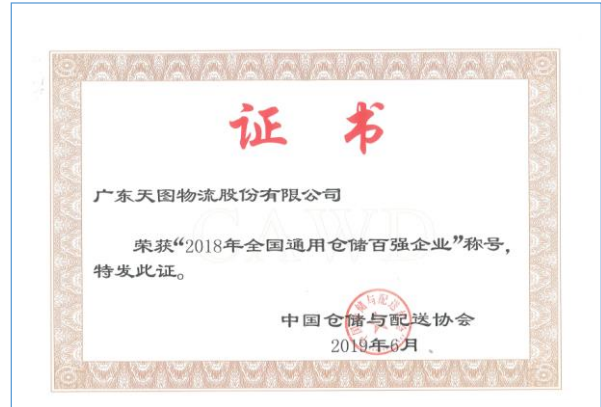 证书
广东天图物流股份有限公司
CAWD
荣获“2018年全国通用仓储百强企业”称号，
特发此证。
中国仓储与配送协会
2019年6月